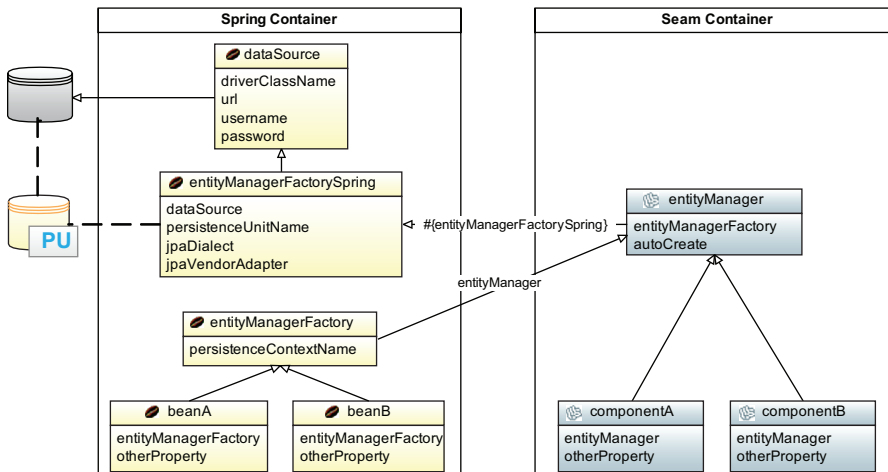 Spring Container
Seam Container
dataSource
driverClassName
url
username
password
entityManagerFactorySpring
dataSource
persistenceUnitName
jpaDialect
jpaVendorAdapter
PU
#{entityManagerFactorySpring}
entityManager
entityManagerFactory
autoCreate
entityManager
entityManagerFactory
persistenceContextName
beanA
entityManagerFactory
otherProperty
beanB
entityManagerFactory
otherProperty
componentA
entityManager
otherProperty
componentB
entityManager
otherProperty